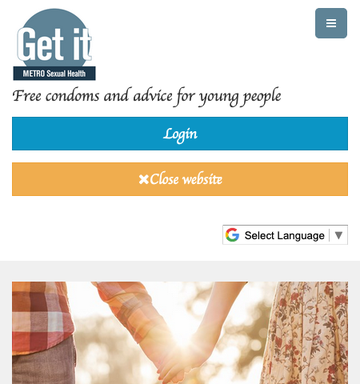 Get it
METRO Sexual Health
Free condoms and advice for young people
Login
Close website
Select Language